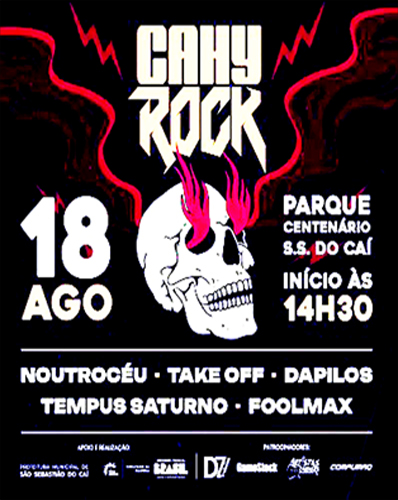 CAHY
ROCK
18
AGO
PARQUE
CENTENÁRIO
S.S. DO CAÍ
INÍCIO ÀS
14H30
NOUTROCÉU · TAKE OFF · DAPILOS
TEMPUS SATURNO · FOOLMAX
APOIO E REALIZAÇÃO:
PATROCINADORES:
PREFEITURA MUNICIPAL DE
SÃO SEBASTIÃO DO CAÍ
BRASIL
DZ7